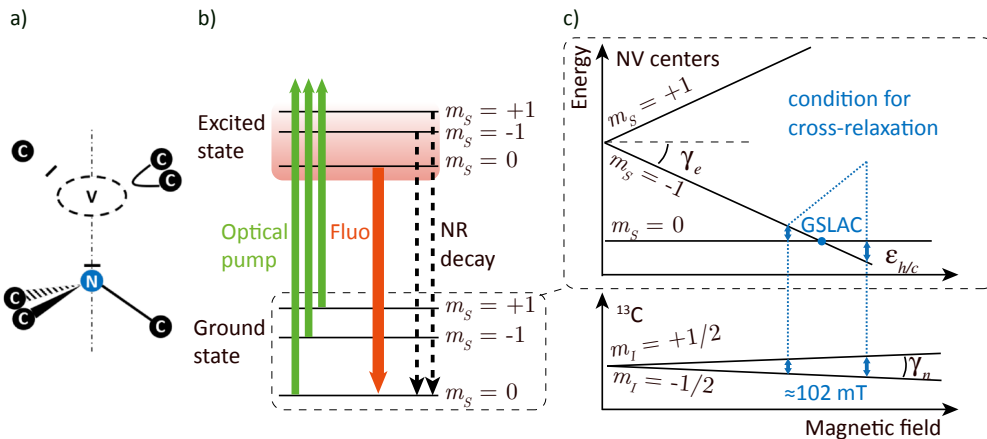 a)
C
C
C
V
N
C
C
C
b)
Excited
state
m_S = +1
m_S = -1
m_S = 0
Optical
pump
Fluo
NR
decay
Ground
state
m_S = +1
m_S = -1
m_S = 0
c)
Energy
NV centers
m_S = +1
γ_e
m_S = -1
m_S = 0
condition for
cross-relaxation
GSLAC
ε_{h/c}
¹³C
m_I = +1/2
m_I = -1/2
γ_n
≈102 mT
Magnetic field